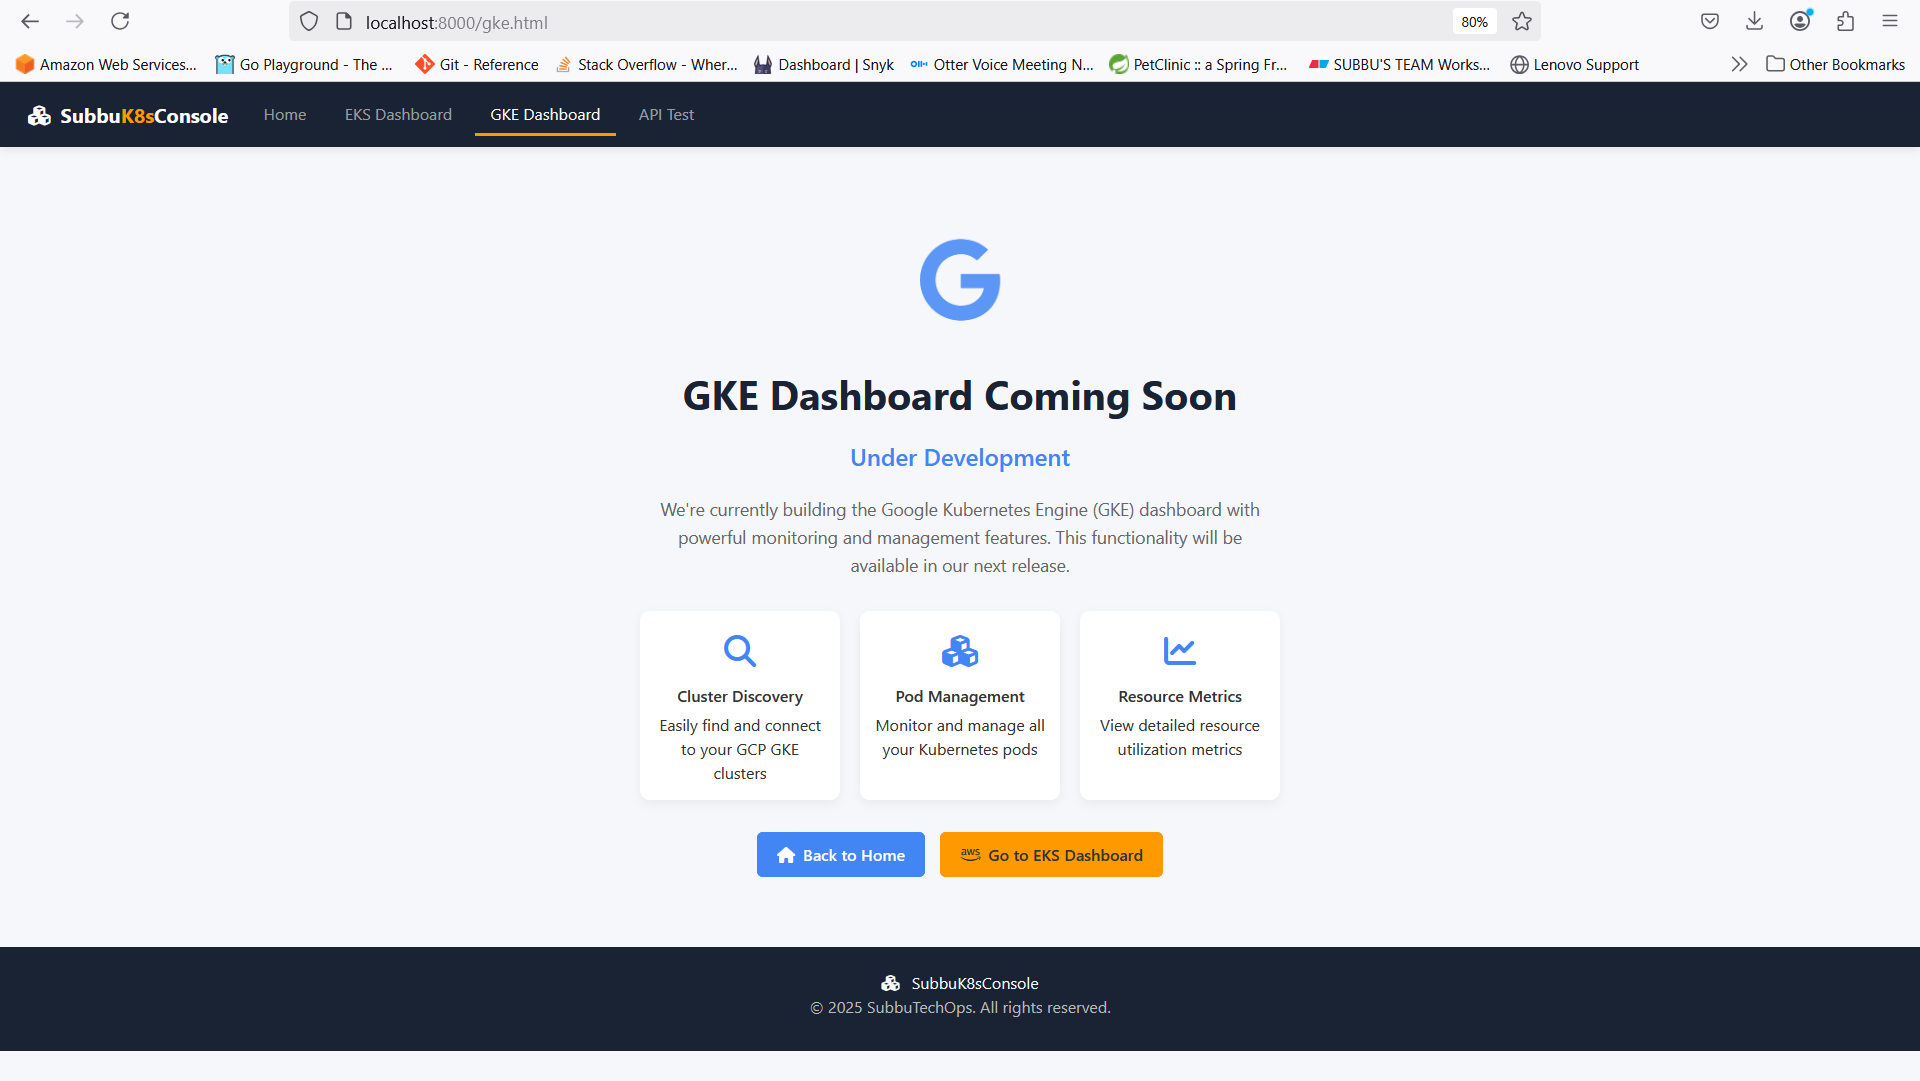 localhost:8000/gke.html
80%
Amazon Web Services...
Go Playground - The ...
Git - Reference
Stack Overflow - Wher...
Dashboard | Snyk
Otter Voice Meeting N...
PetClinic :: a Spring Fr...
SUBBU'S TEAM Works...
Lenovo Support
Other Bookmarks
SubbuK8sConsole
Home
EKS Dashboard
GKE Dashboard
API Test
G
GKE Dashboard Coming Soon
Under Development
We're currently building the Google Kubernetes Engine (GKE) dashboard with
powerful monitoring and management features. This functionality will be
available in our next release.
Cluster Discovery
Easily find and connect
to your GCP GKE
clusters
Pod Management
Monitor and manage all
your Kubernetes pods
Resource Metrics
View detailed resource
utilization metrics
Back to Home
aws Go to EKS Dashboard
SubbuK8sConsole
© 2025 SubbuTechOps. All rights reserved.